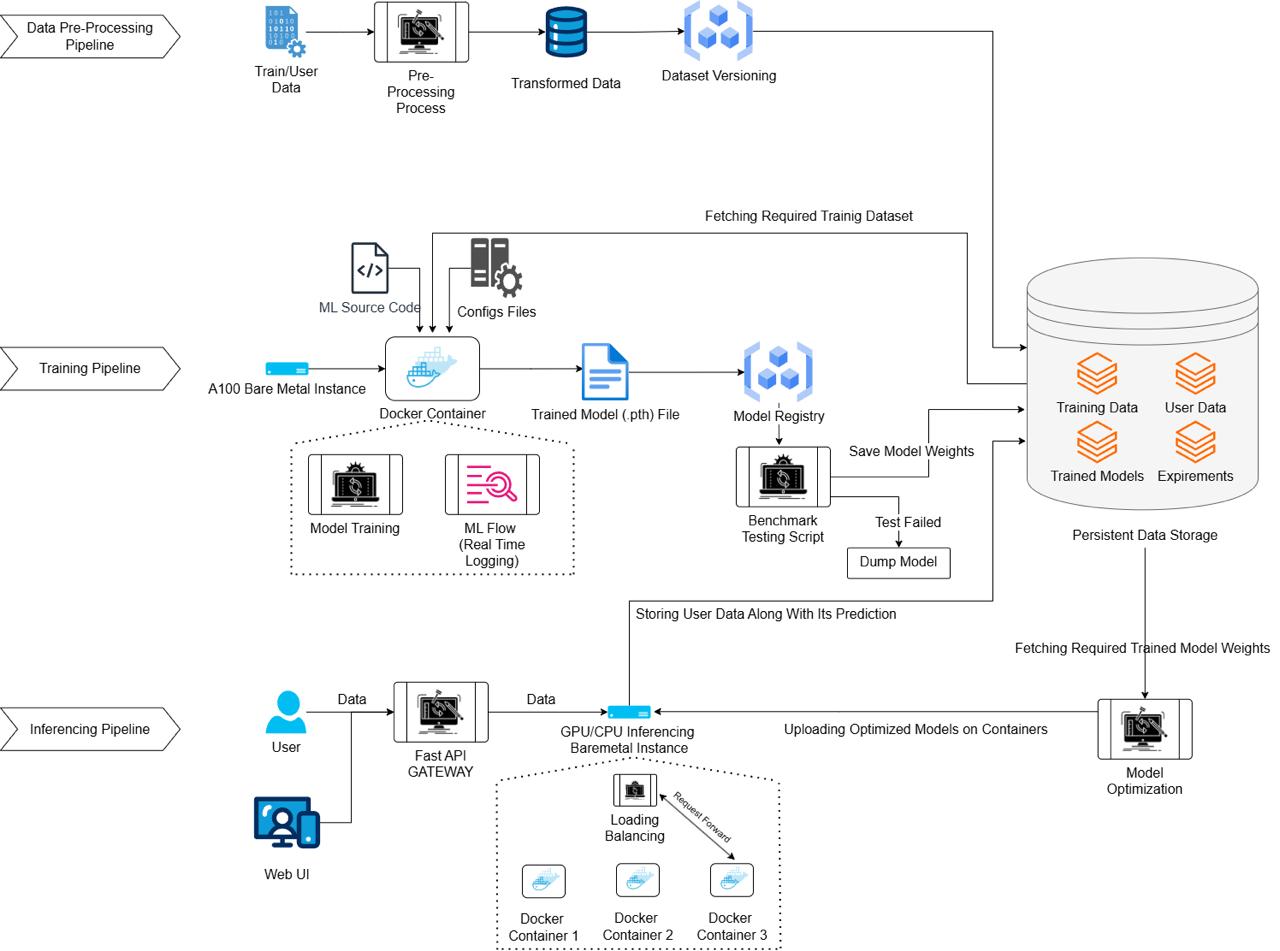 Data Pre-Processing
Pipeline
Train/User
Data
Pre-
Processing
Process
Transformed Data
Dataset Versioning
Fetching Required Trainig Dataset
ML Source Code
Configs Files
Training Pipeline
A100 Bare Metal Instance
Docker Container
Trained Model (.pth) File
Model Registry
Training Data
User Data
Trained Models
Expirements
Persistent Data Storage
Save Model Weights
Benchmark
Testing Script
Test Failed
Dump Model
Model Training
ML Flow
(Real Time
Logging)
Storing User Data Along With Its Prediction
Fetching Required Trained Model Weights
Inferencing Pipeline
User
Data
Fast API
GATEWAY
Data
GPU/CPU Inferencing
Baremetal Instance
Uploading Optimized Models on Containers
Model
Optimization
Web UI
Loading
Balancing
Request Forward
Docker
Container 1
Docker
Container 2
Docker
Container 3